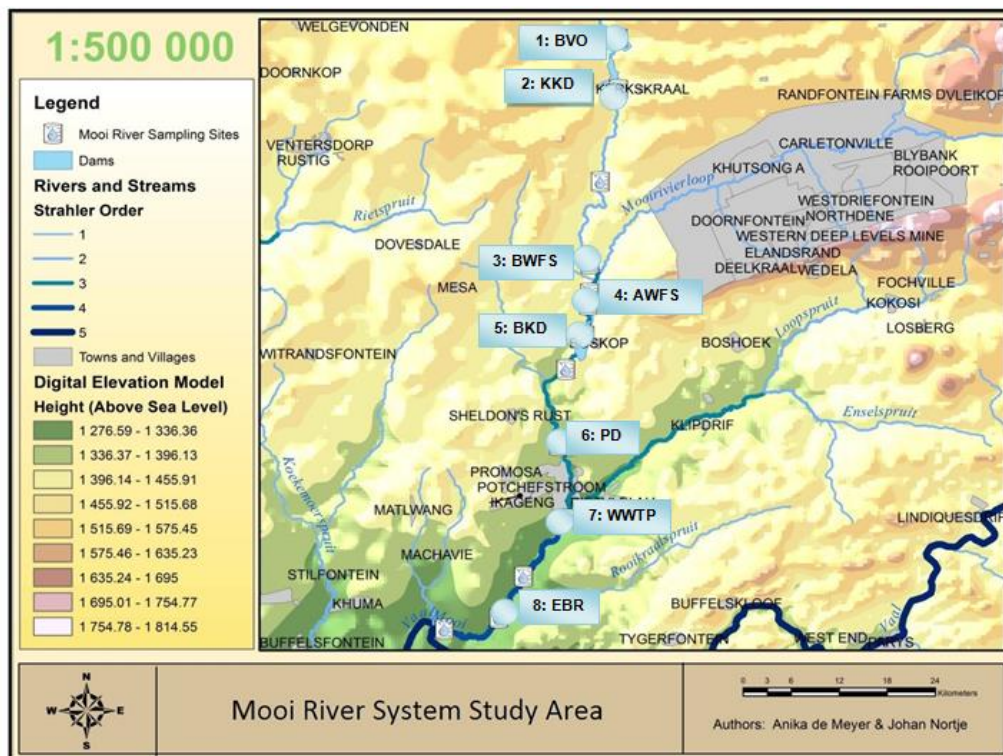 1:500 000
Legend
Mooi River Sampling Sites
Dams
Rivers and Streams
Strahler Order
1
2
3
4
5
Towns and Villages
Digital Elevation Model
Height (Above Sea Level)
1 276.59 - 1 336.36
1 336.37 - 1 396.13
1 396.14 - 1 455.91
1 455.92 - 1 515.68
1 515.69 - 1 575.45
1 575.46 - 1 635.23
1 635.24 - 1 695
1 695.01 - 1 754.77
1 754.78 - 1 814.55
WELGEVONDEN
1: BVO
DOORNKOP
2: KKD
KSKRAAL
RANDFONTEIN FARMS DVLEIKOP
VENTERSDORP
RUSTIG
CARLETONVILLE
BLYBANK
ROOIPOORT
KHUTSONG A
Mooirivierloop
WESTDRIEFONTEIN
NORTHDENE
DOORNFONTEIN
WESTERN DEEP LEVELS MINE
ELANDSRAND
DEELKRAAL WEDELA
Rietspruit
DOVESDALE
3: BWFS
MESA
4: AWFS
FOCHVILLE
KOKOSI
LOSBERG
Loopspruit
5: BKD
SKOP
BOSHOEK
WITRANDSFONTEIN
SHELDON'S RUST
Enselspruit
KLIPDRIF
6: PD
Koekemoerspruit
PROMOSA
POTCHEFSTROOM
IKAGENG
MATLWANG
7: WWTP
LINDIQUESDRIF
MACHAVIE
Rooikraalspruit
STILFONTEIN
KHUMA
8: EBR
BUFFELSKLOOF
Vaal
BUFFELSFONTEIN
TYGERFONTEIN
WEST END
PARYS
N
W E
S
Mooi River System Study Area
0 3 6 12 18 24
Kilometers
Authors: Anika de Meyer & Johan Nortje